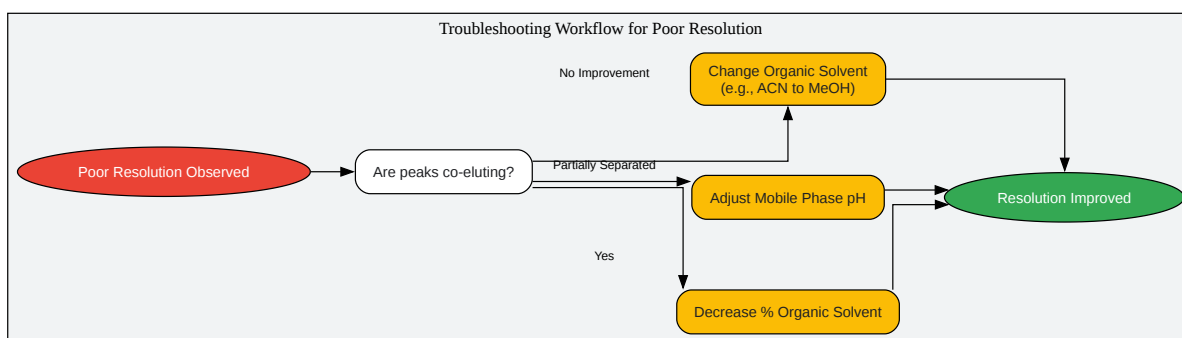 Troubleshooting Workflow for Poor Resolution
No Improvement
Change Organic Solvent
(e.g., ACN to MeOH)
Poor Resolution Observed
Are peaks co-eluting?
Partially Separated
Adjust Mobile Phase pH
Resolution Improved
Yes
Decrease % Organic Solvent